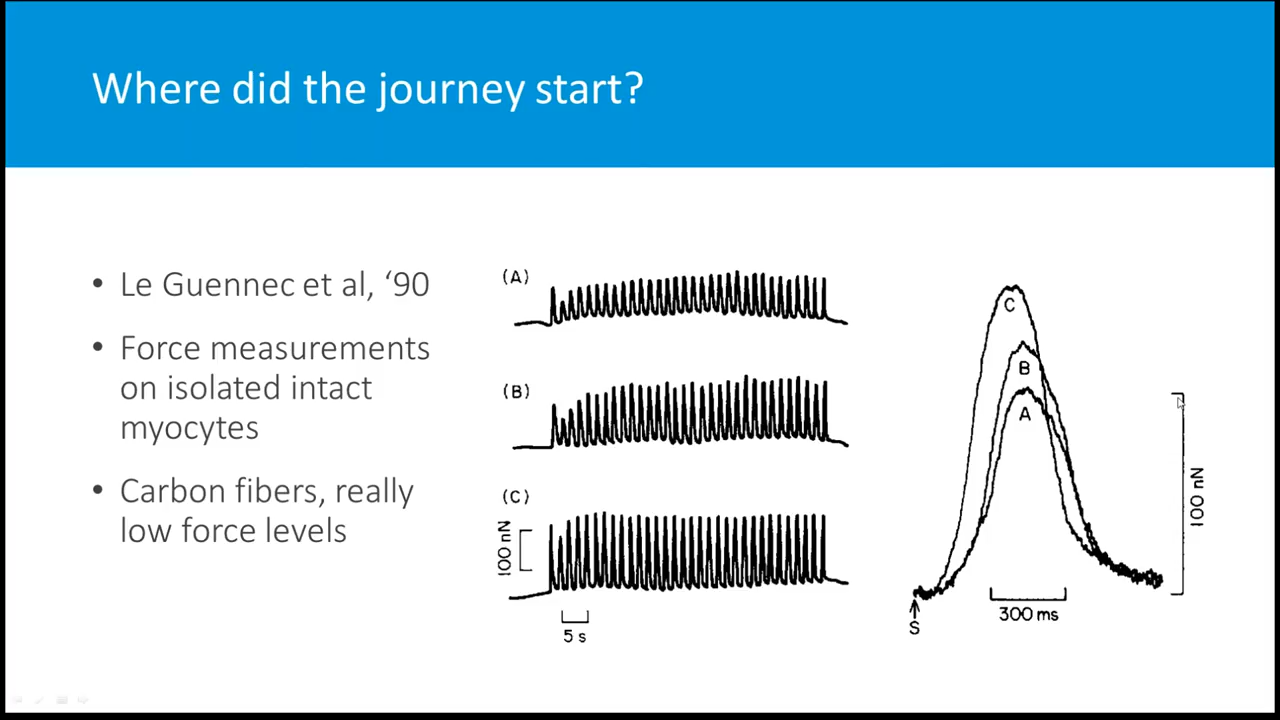 Where did the journey start?
• Le Guennec et al, ‘90
• Force measurements
on isolated intact
myocytes
• Carbon fibers, really
low force levels
(A)
(B)
(C)
100 nN
5 s
C
B
A
100 nN
300 ms
S